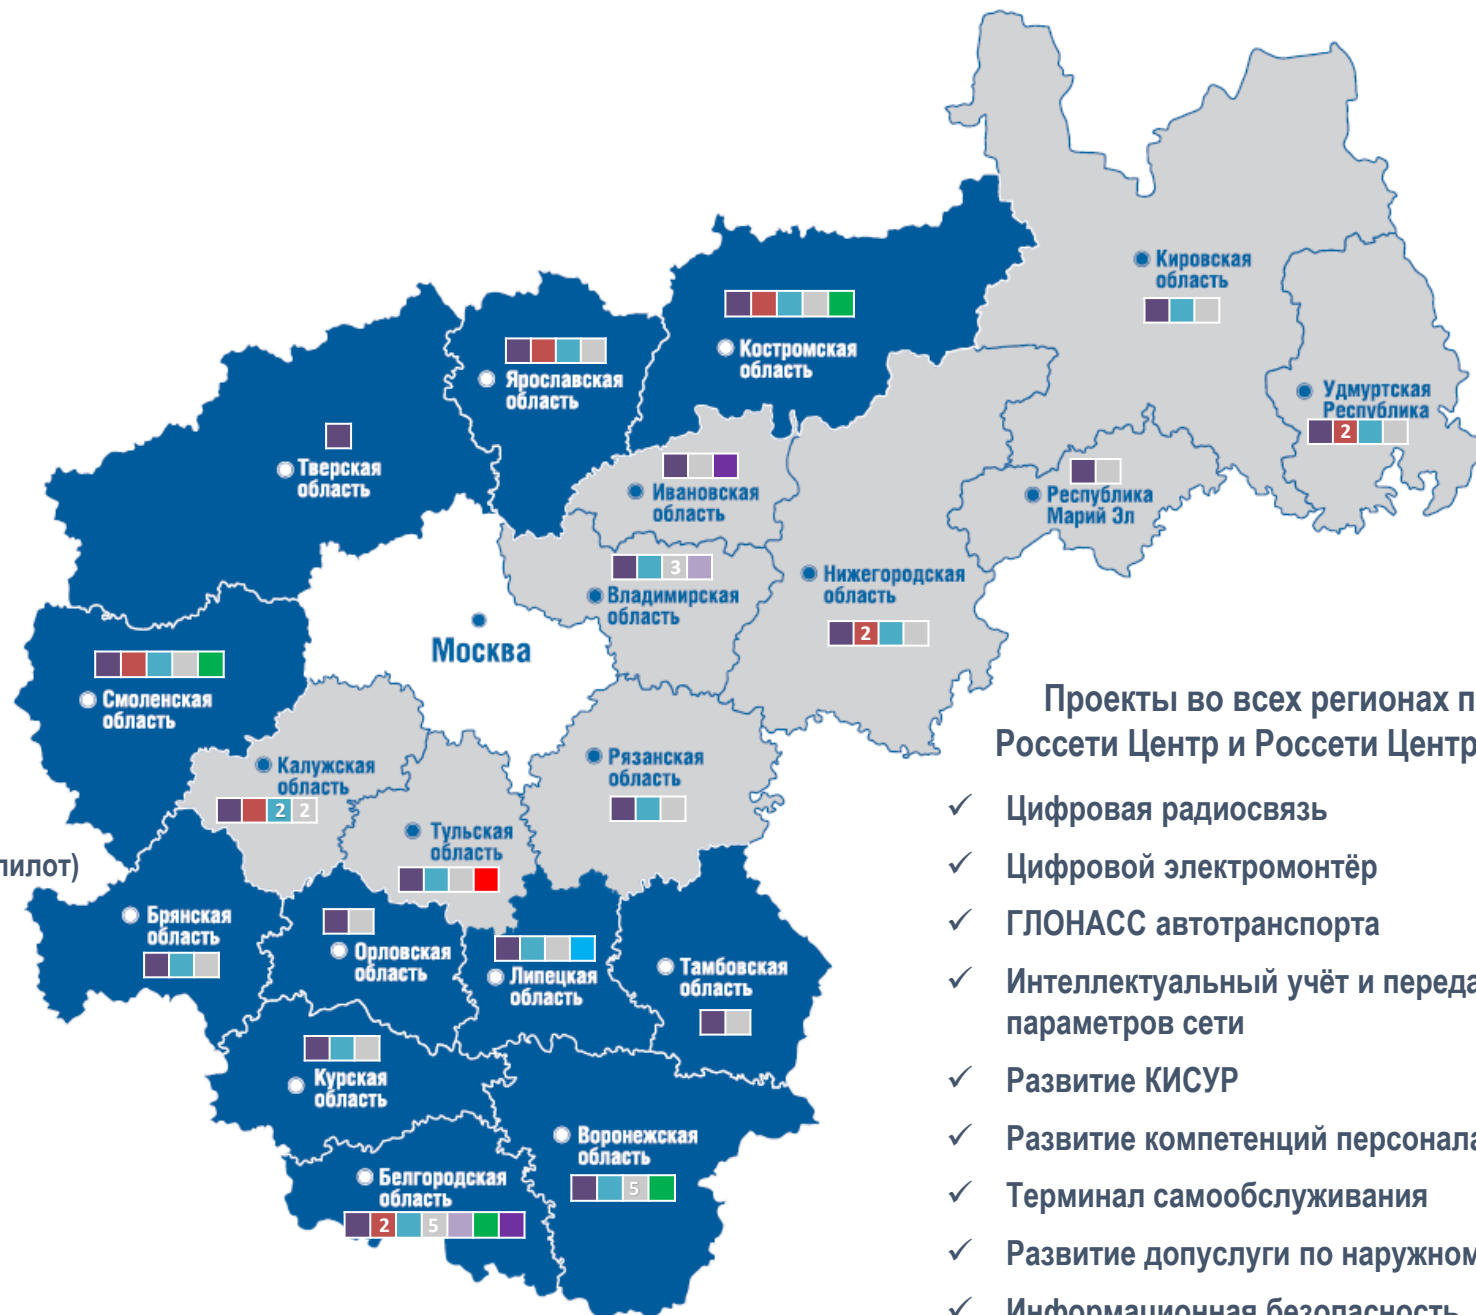 Кировская
область
Костромская
область
Ярославская
область
Удмуртская
Республика
2
Тверская
область
Ивановская
область
Республика
Марий Эл
3
Владимирская
область
Нижегородская
область
2
Москва
Смоленская
область
Калужская
область
2 2
Рязанская
область
Тульская
область
пилот)
Брянская
область
Орловская
область
Липецкая
область
Тамбовская
область
Курская
область
Воронежская
область
5
Белгородская
область
2 5
Проекты во всех регионах п
Россети Центр и Россети Центр
✓ Цифровая радиосвязь
✓ Цифровой электромонтёр
✓ ГЛОНАСС автотранспорта
✓ Интеллектуальный учёт и переда
параметров сети
✓ Развитие КИСУР
✓ Развитие компетенций персонала
✓ Терминал самообслуживания
✓ Развитие допуслуги по наружном
✓ Информационная безопасность